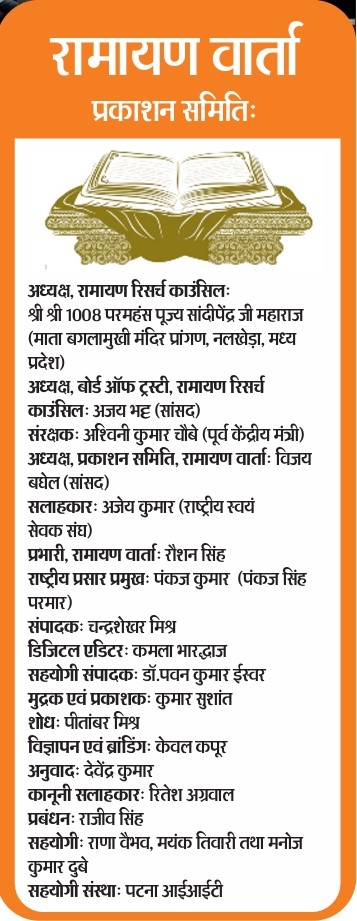 रामायण वार्ता
प्रकाशन समितिः
अध्यक्ष, रामायण रिसर्च काउंसिलः
श्री श्री 1008 परमहंस पूज्य सांदीपेंद्र जी महाराज
(माता बगलामुखी मंदिर प्रांगण, नलखेड़ा, मध्य
प्रदेश)
अध्यक्ष, बोर्ड ऑफ ट्रस्टी, रामायण रिसर्च
काउंसिलः अजय भट्ट (सांसद)
संरक्षकः अश्विनी कुमार चौबे (पूर्व केंद्रीय मंत्री)
अध्यक्ष, प्रकाशन समिति, रामायण वार्ताः विजय
बघेल (सांसद)
सलाहकारः अजेय कुमार (राष्ट्रीय स्वयं
सेवक संघ)
प्रभारी, रामायण वार्ताः रौशन सिंह
राष्ट्रीय प्रसार प्रमुखः पंकज कुमार (पंकज सिंह
परमार)
संपादकः चन्द्रशेखर मिश्र
डिजिटल एडिटरः कमला भारद्धाज
सहयोगी संपादकः डॉ.पवन कुमार ईस्वर
मुद्रक एवं प्रकाशकः कुमार सुशांत
शोधः पीतांबर मिश्र
विज्ञापन एवं ब्रांडिंगः केवल कपूर
अनुवादः देवेंद्र कुमार
कानूनी सलाहकारः रितेश अग्रवाल
प्रबंधनः राजीव सिंह
सहयोगीः राणा वैभव, मयंक तिवारी तथा मनोज
कुमार दुबे
सहयोगी संस्थाः पटना आईआईटी